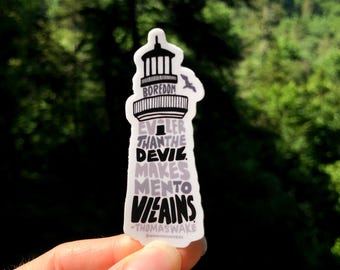 BOREDOM
EVILER
THAN THE
DEVIL.
MAKES
MEN TO
VILLAINS
-THOMAS WAKE